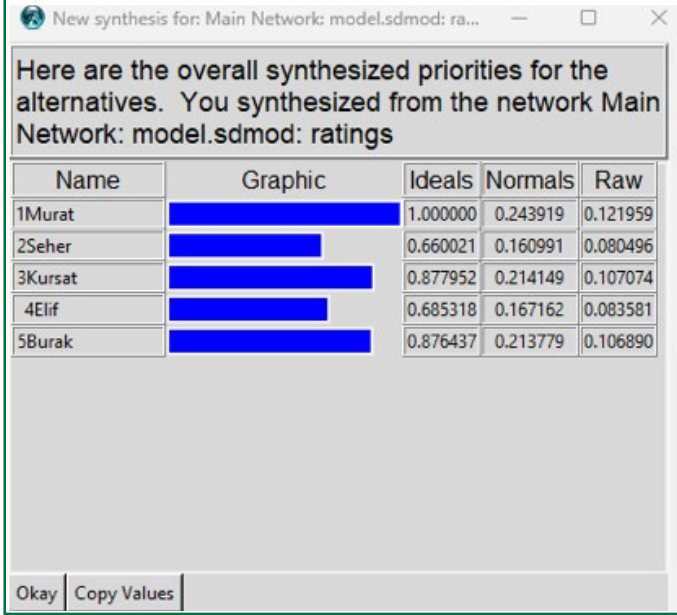 New synthesis for: Main Network: model.sdmod: ra...
Here are the overall synthesized priorities for the
alternatives. You synthesized from the network Main
Network: model.sdmod: ratings
Name Graphic Ideals Normals Raw
1Murat 1.000000 0.243919 0.121959
2Seher 0.660021 0.160991 0.080496
3Kursat 0.877952 0.214149 0.107074
4Elif 0.685318 0.167162 0.083581
5Burak 0.876437 0.213779 0.106890
Okay Copy Values